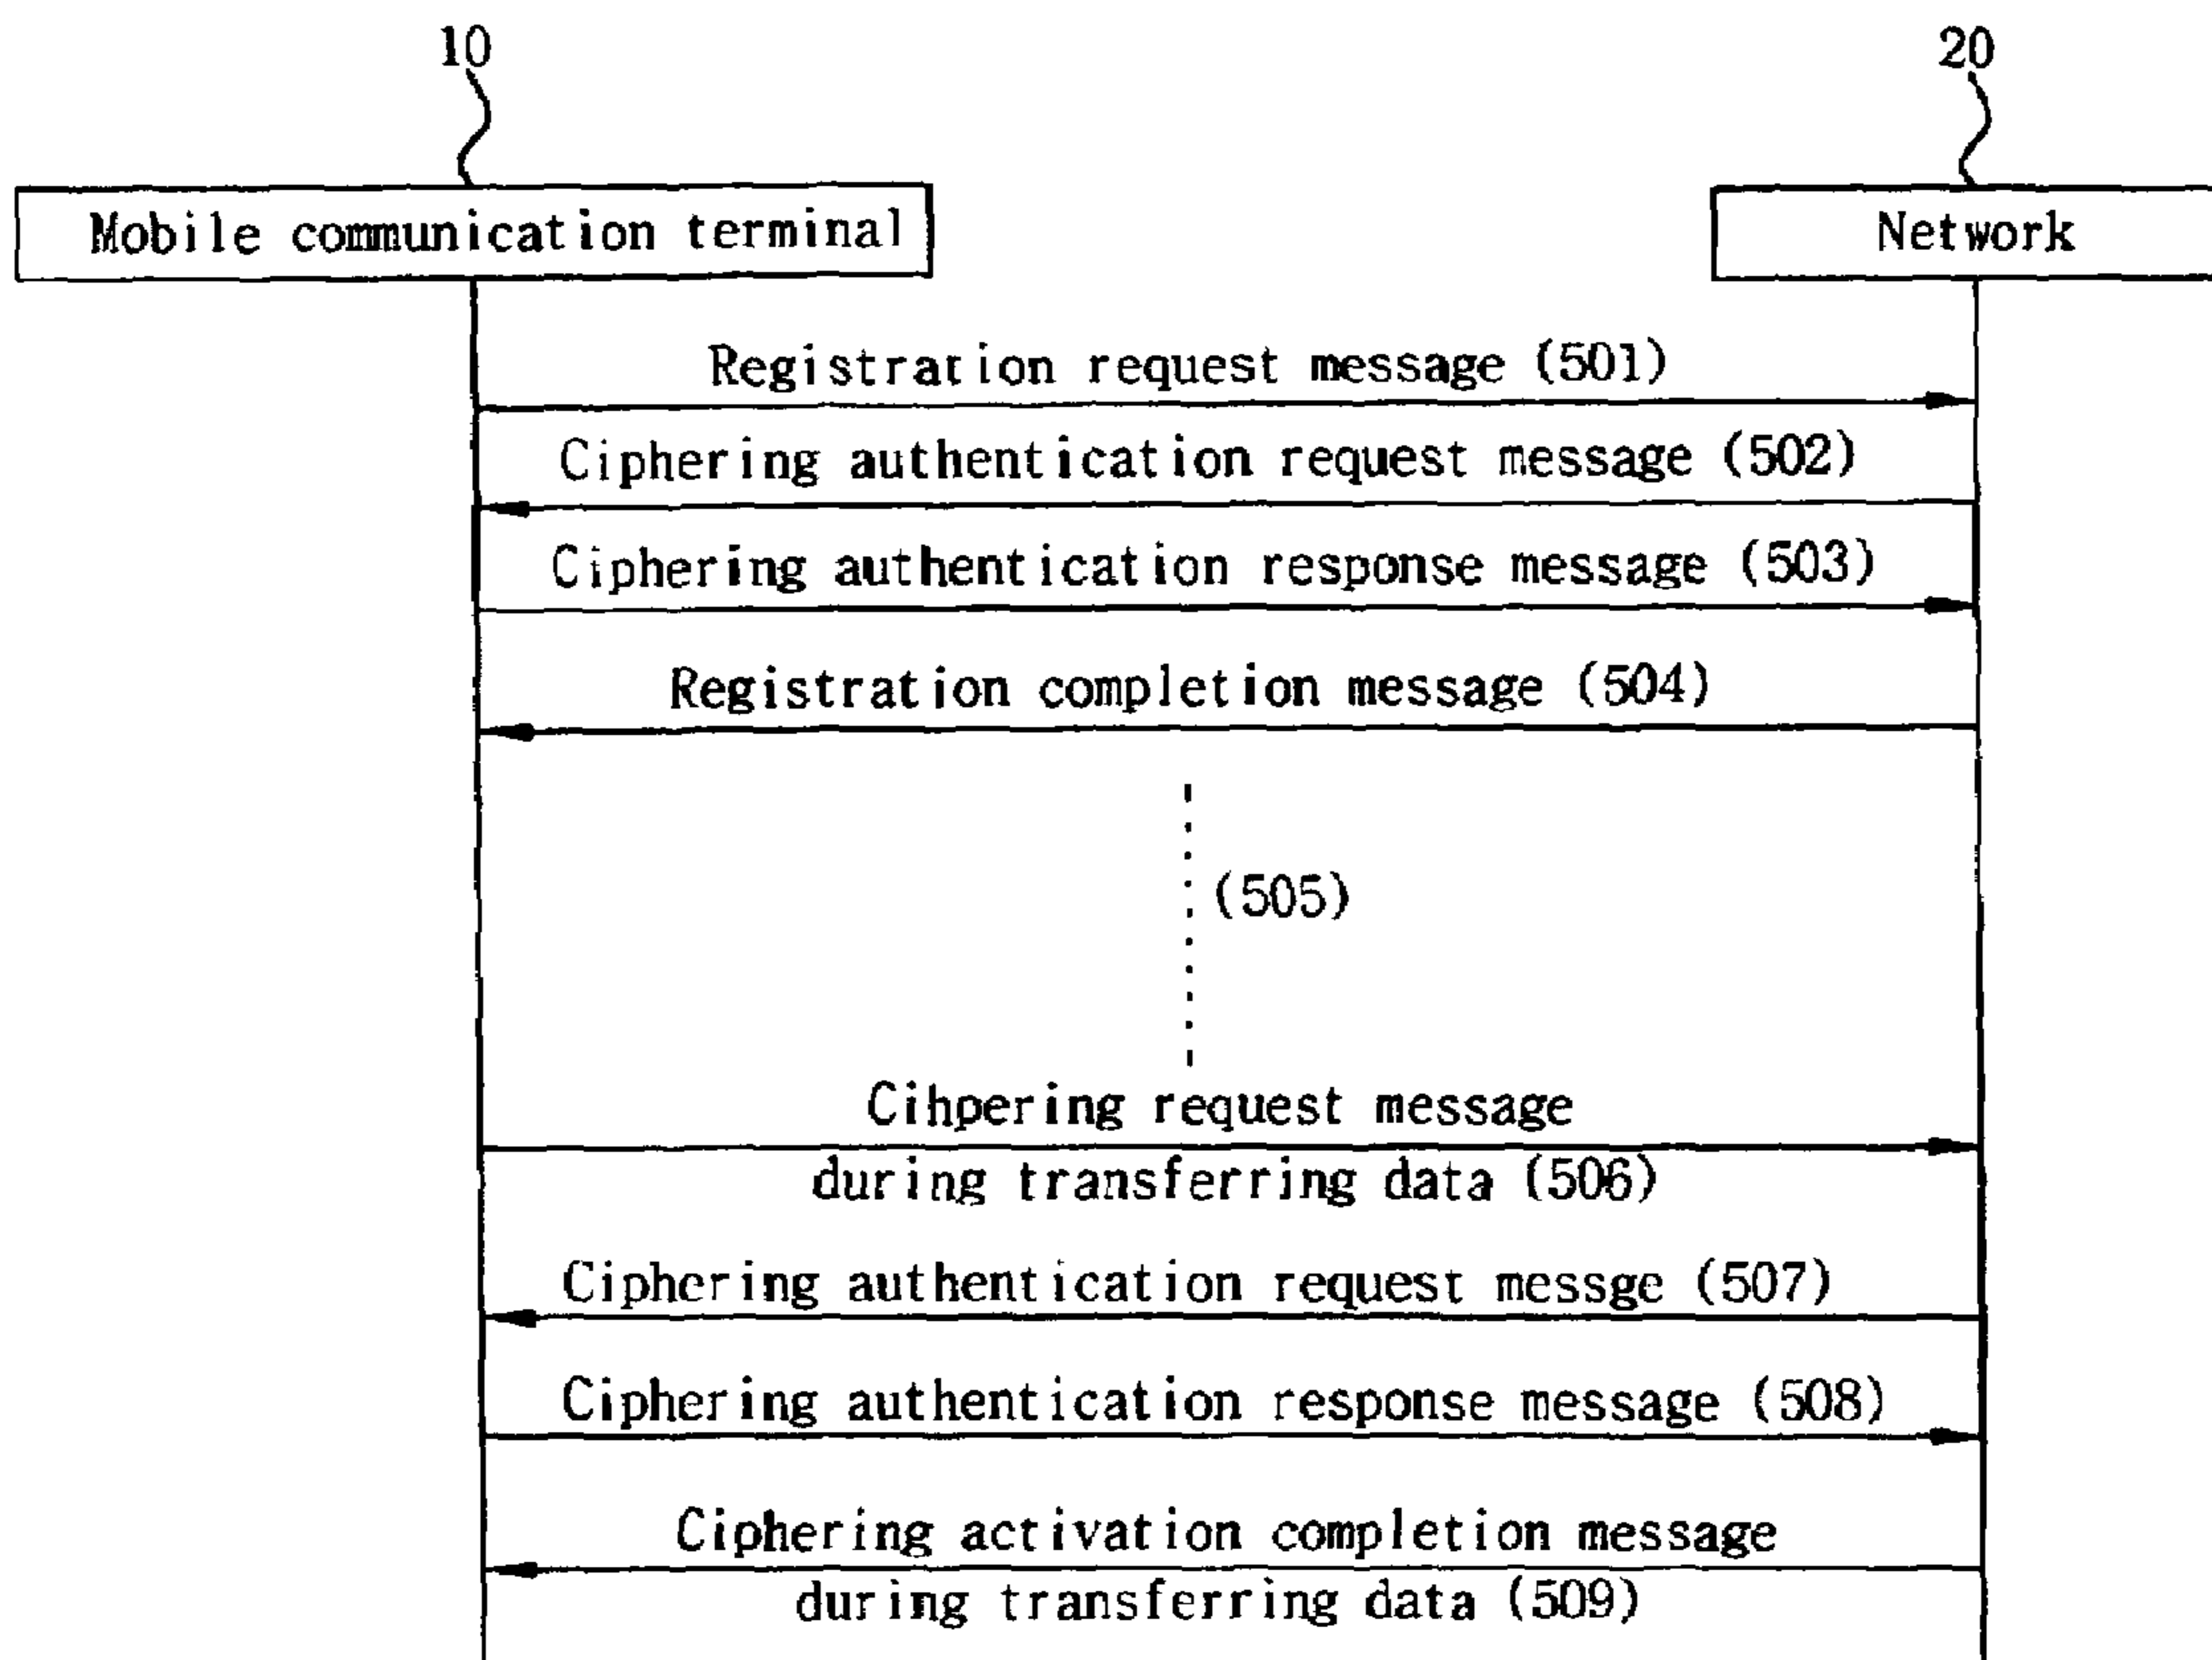 10
20
Mobile communication terminal
Network
Registration request message (501)
Ciphering authentication request message (502)
Ciphering authentication response message (503)
Registration completion message (504)
(505)
Cihpering request message
during transferring data (506)
Ciphering authentication request messge (507)
Ciphering authentication response message (508)
Ciphering activation completion message
during transferring data (509)